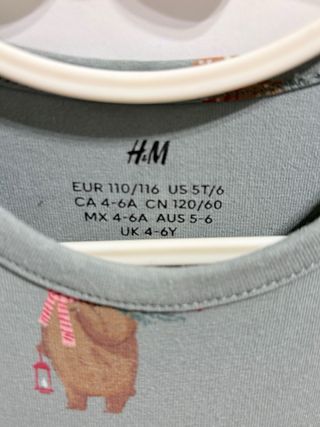 H&M
EUR 110/116 US 5T/6
CA 4-6A CN 120/60
MX 4-6A AUS 5-6
UK 4-6Y